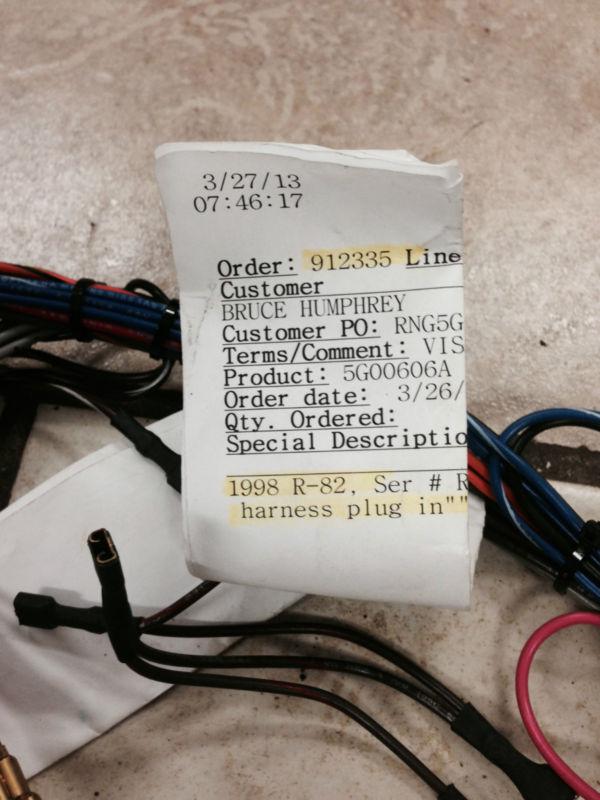 3/27/13
07:46:17
Order: 912335 Line
Customer
BRUCE HUMPHREY
Customer PO: RNG5G
Terms/Comment: VIS
Product: 5G00606A
Order date: 3/26/
Qty. Ordered:
Special Descriptio
1998 R-82, Ser # R
harness plug in""